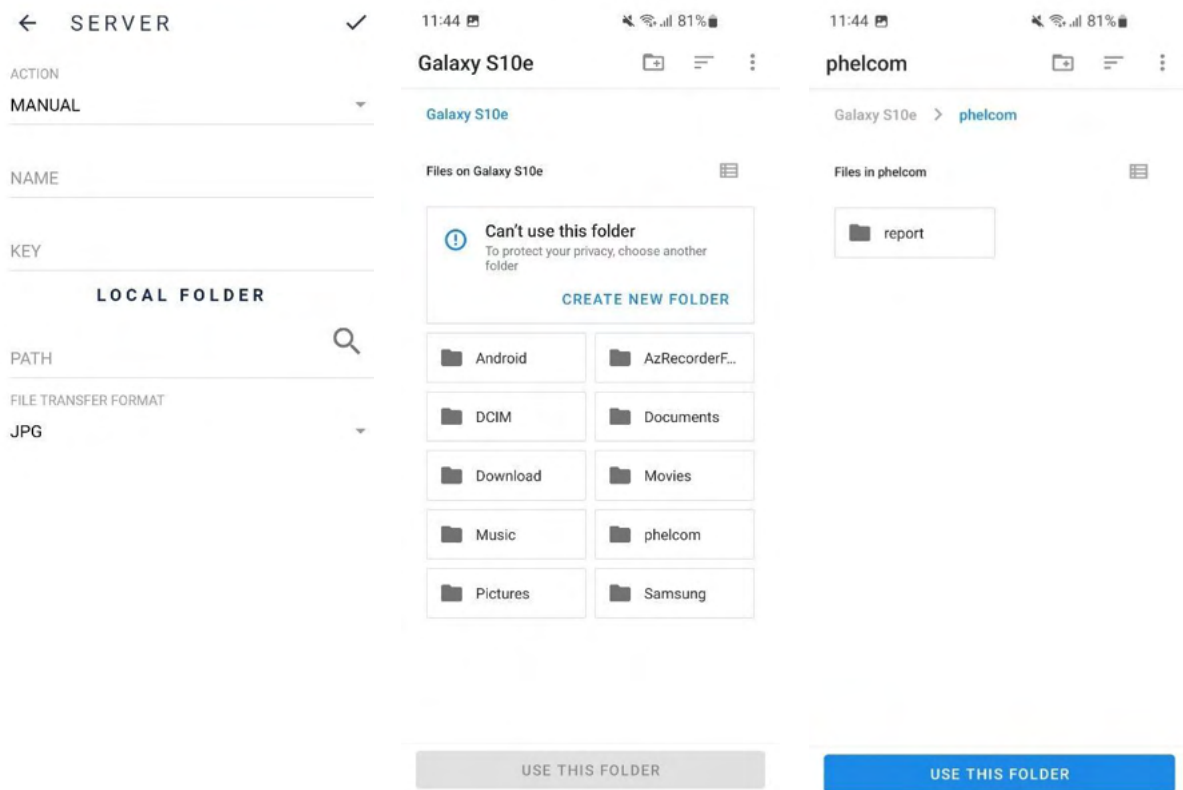 SERVER
ACTION
MANUAL
NAME
KEY
LOCAL FOLDER
PATH
FILE TRANSFER FORMAT
JPG
11:44 81%
Galaxy S10e
Galaxy S10e
Files on Galaxy S10e
Can't use this folder
To protect your privacy, choose another
folder
CREATE NEW FOLDER
Android AzRecorderF...
DCIM Documents
Download Movies
Music phelcom
Pictures Samsung
USE THIS FOLDER
11:44 81%
phelcom
Galaxy S10e > phelcom
Files in phelcom
report
USE THIS FOLDER